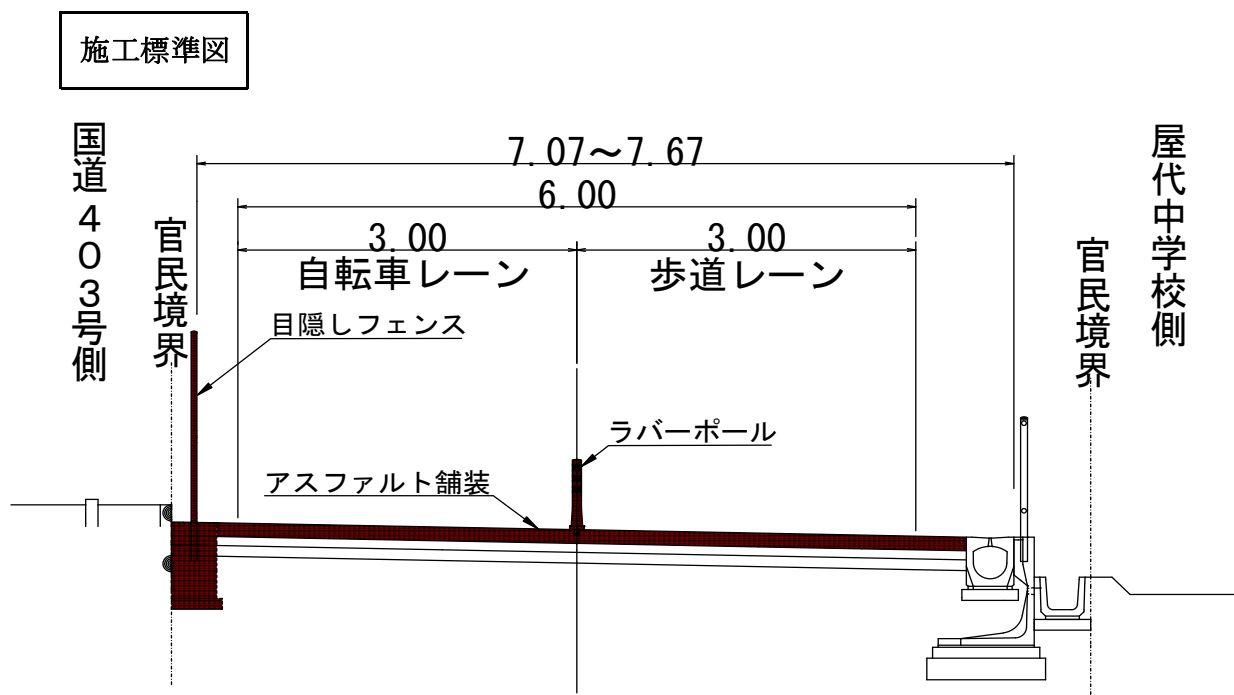 施工標準図
国道403号側
官民境界
7.07～7.67
6.00
3.00
3.00
自転車レーン
歩道レーン
目隠しフェンス
ラバーポール
アスファルト舗装
官民境界
屋代中学校側